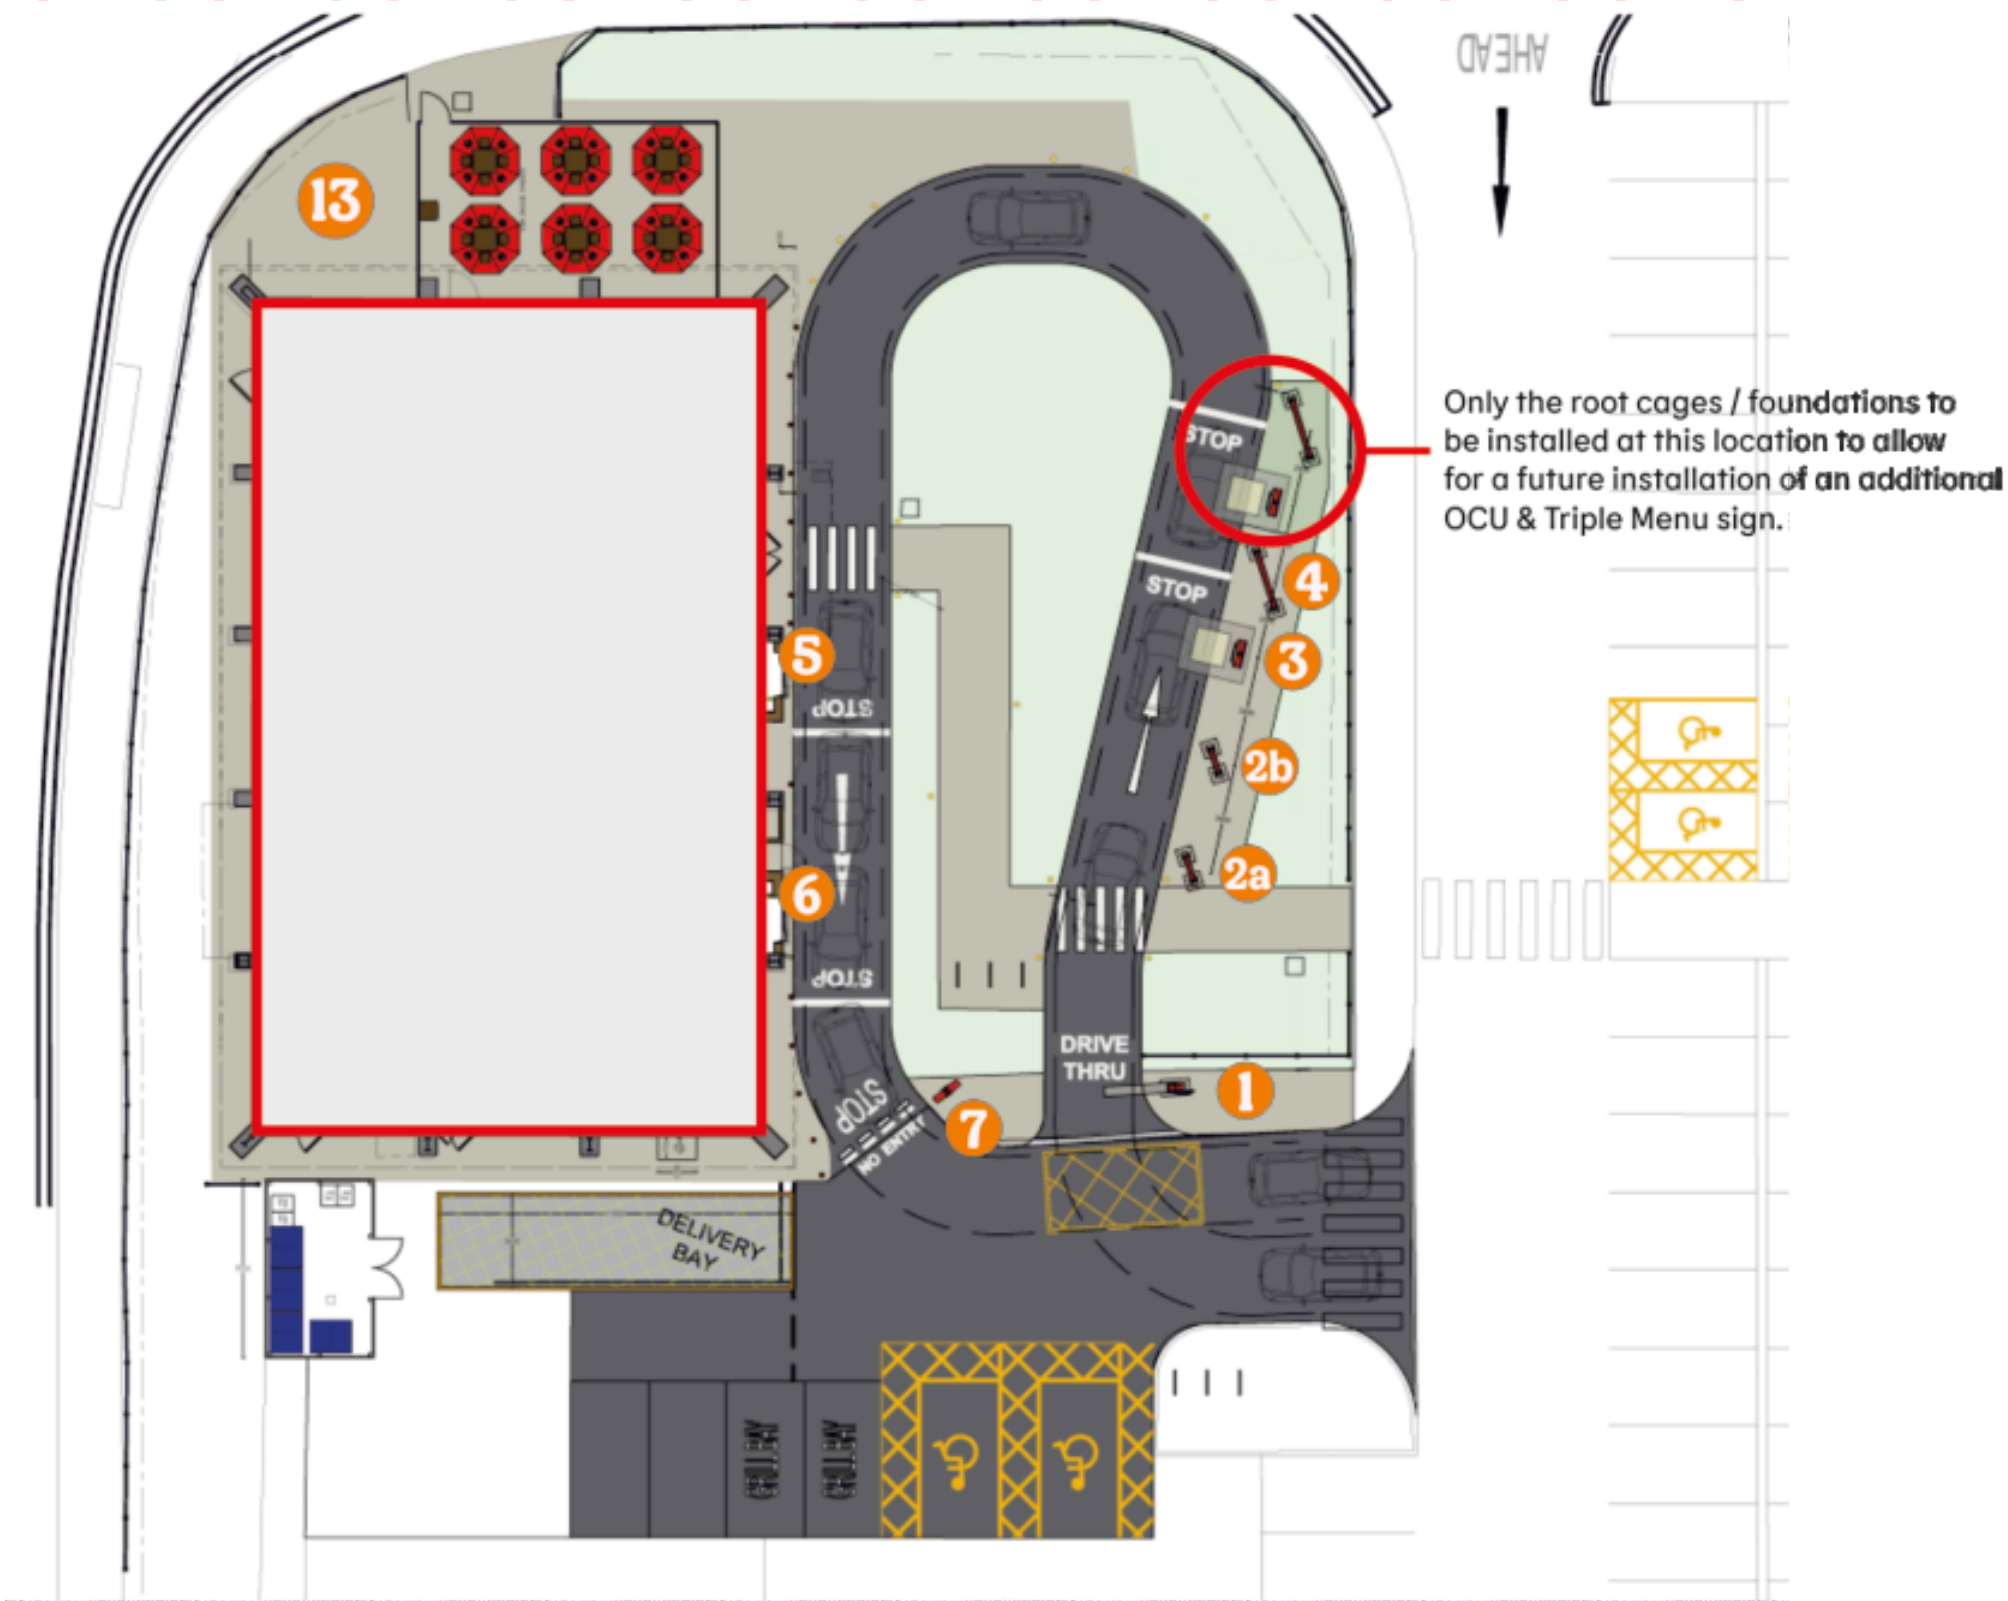 AHEAD
13
STOP
Only the root cages / foundations to
be installed at this location to allow
for a future installation of an additional
OCU & Triple Menu sign.
4
STOP
3
5
STOP
2b
2a
6
STOP
DRIVE
THRU
1
STOP
NO ENTRY
7
DELIVERY
BAY